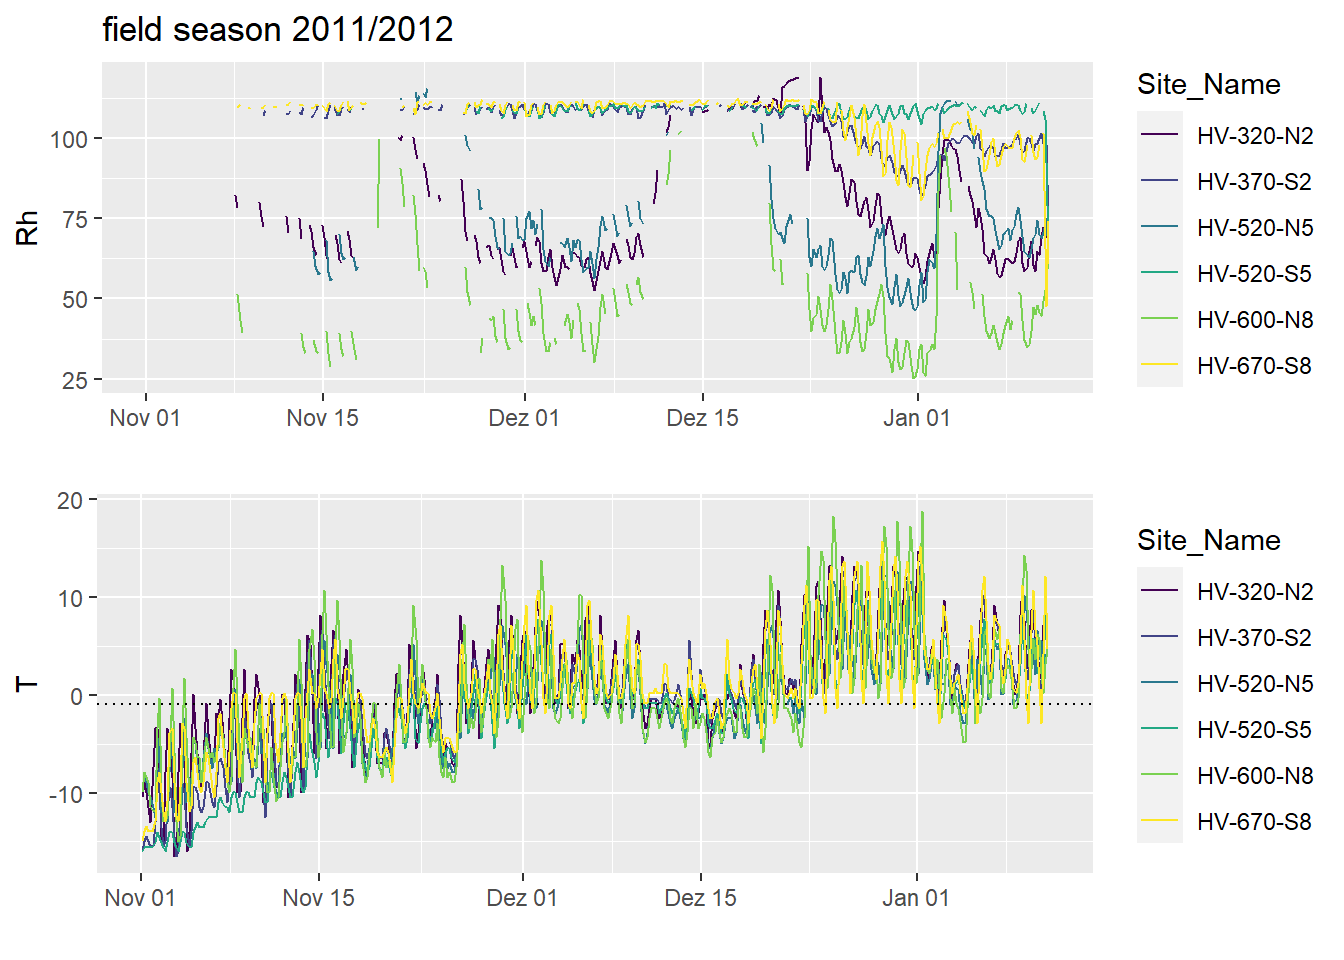 field season 2011/2012
Rh
100
75
50
25
Nov 01 Nov 15 Dez 01 Dez 15 Jan 01
Site_Name
HV-320-N2
HV-370-S2
HV-520-N5
HV-520-S5
HV-600-N8
HV-670-S8
T
20
10
0
-10
Nov 01 Nov 15 Dez 01 Dez 15 Jan 01
Site_Name
HV-320-N2
HV-370-S2
HV-520-N5
HV-520-S5
HV-600-N8
HV-670-S8